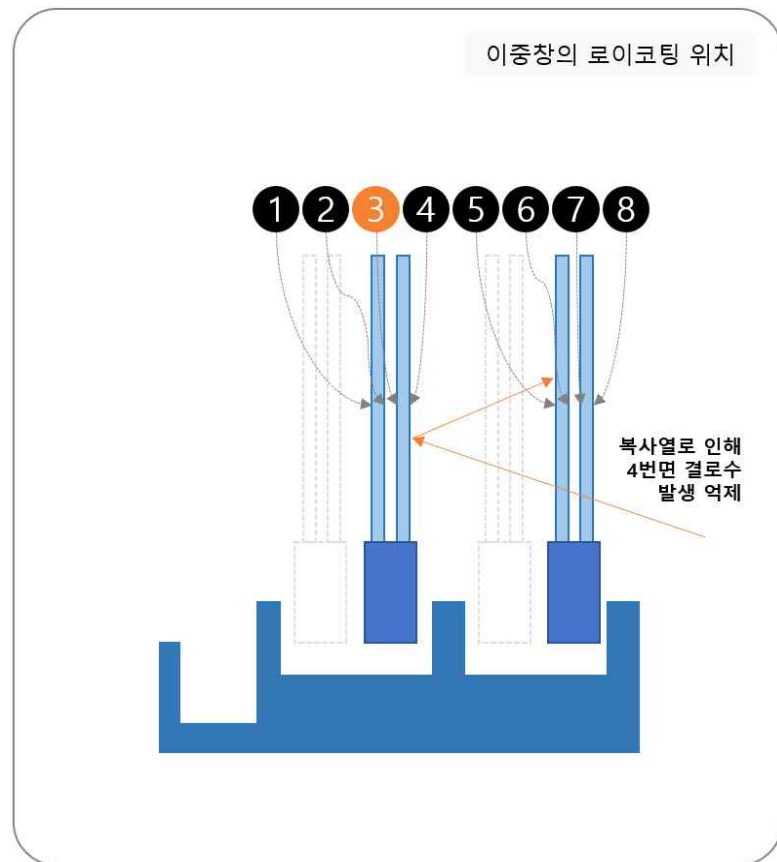 이중창의 로이코팅 위치
1 2 3 4 5 6 7 8
복사열로 인해
4번면 결로수
발생 억제